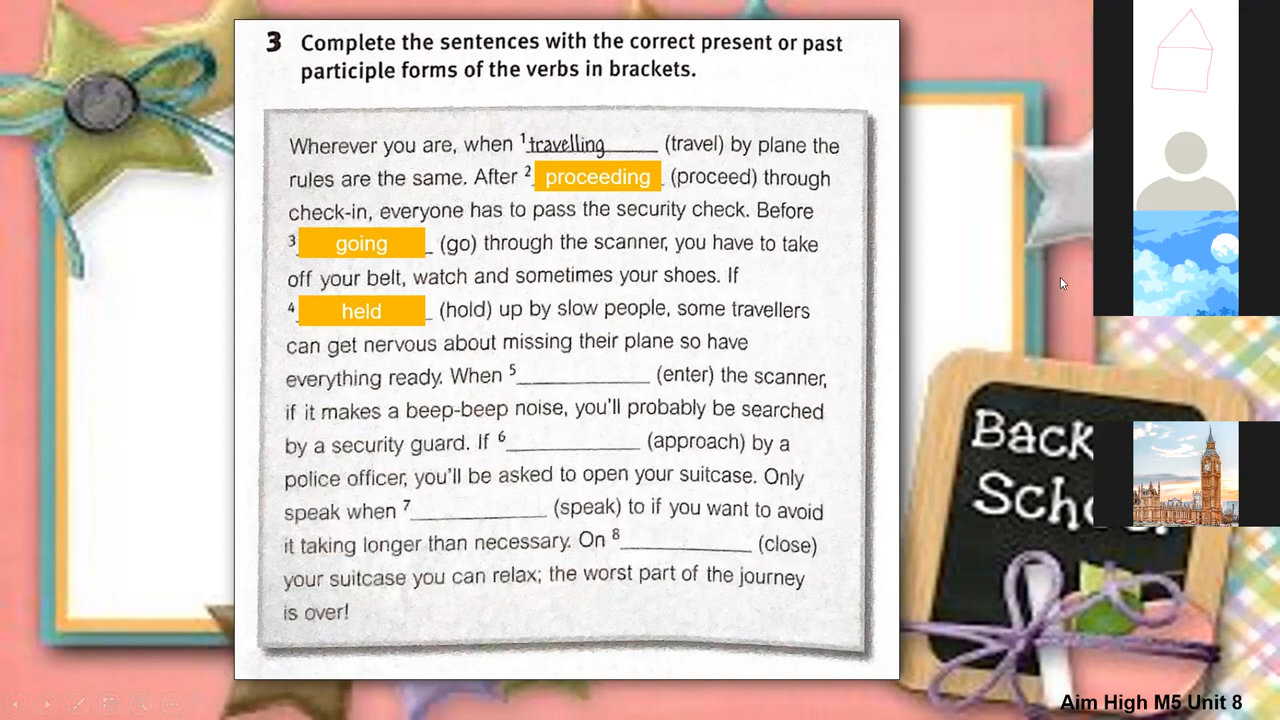 3 Complete the sentences with the correct present or past
participle forms of the verbs in brackets.
Wherever you are, when 1 travelling (travel) by plane the
rules are the same. After 2 proceeding (proceed) through
check-in, everyone has to pass the security check. Before
3 going (go) through the scanner, you have to take
off your belt, watch and sometimes your shoes. If
4 held (hold) up by slow people, some travellers
can get nervous about missing their plane so have
everything ready. When 5 ____________ (enter) the scanner,
if it makes a beep-beep noise, you'll probably be searched
by a security guard. If 6 ____________ (approach) by a
police officer, you'll be asked to open your suitcase. Only
speak when 7 ____________ (speak) to if you want to avoid
it taking longer than necessary. On 8 ____________ (close)
your suitcase you can relax; the worst part of the journey
is over!
Back
Aim High M5 Unit 8